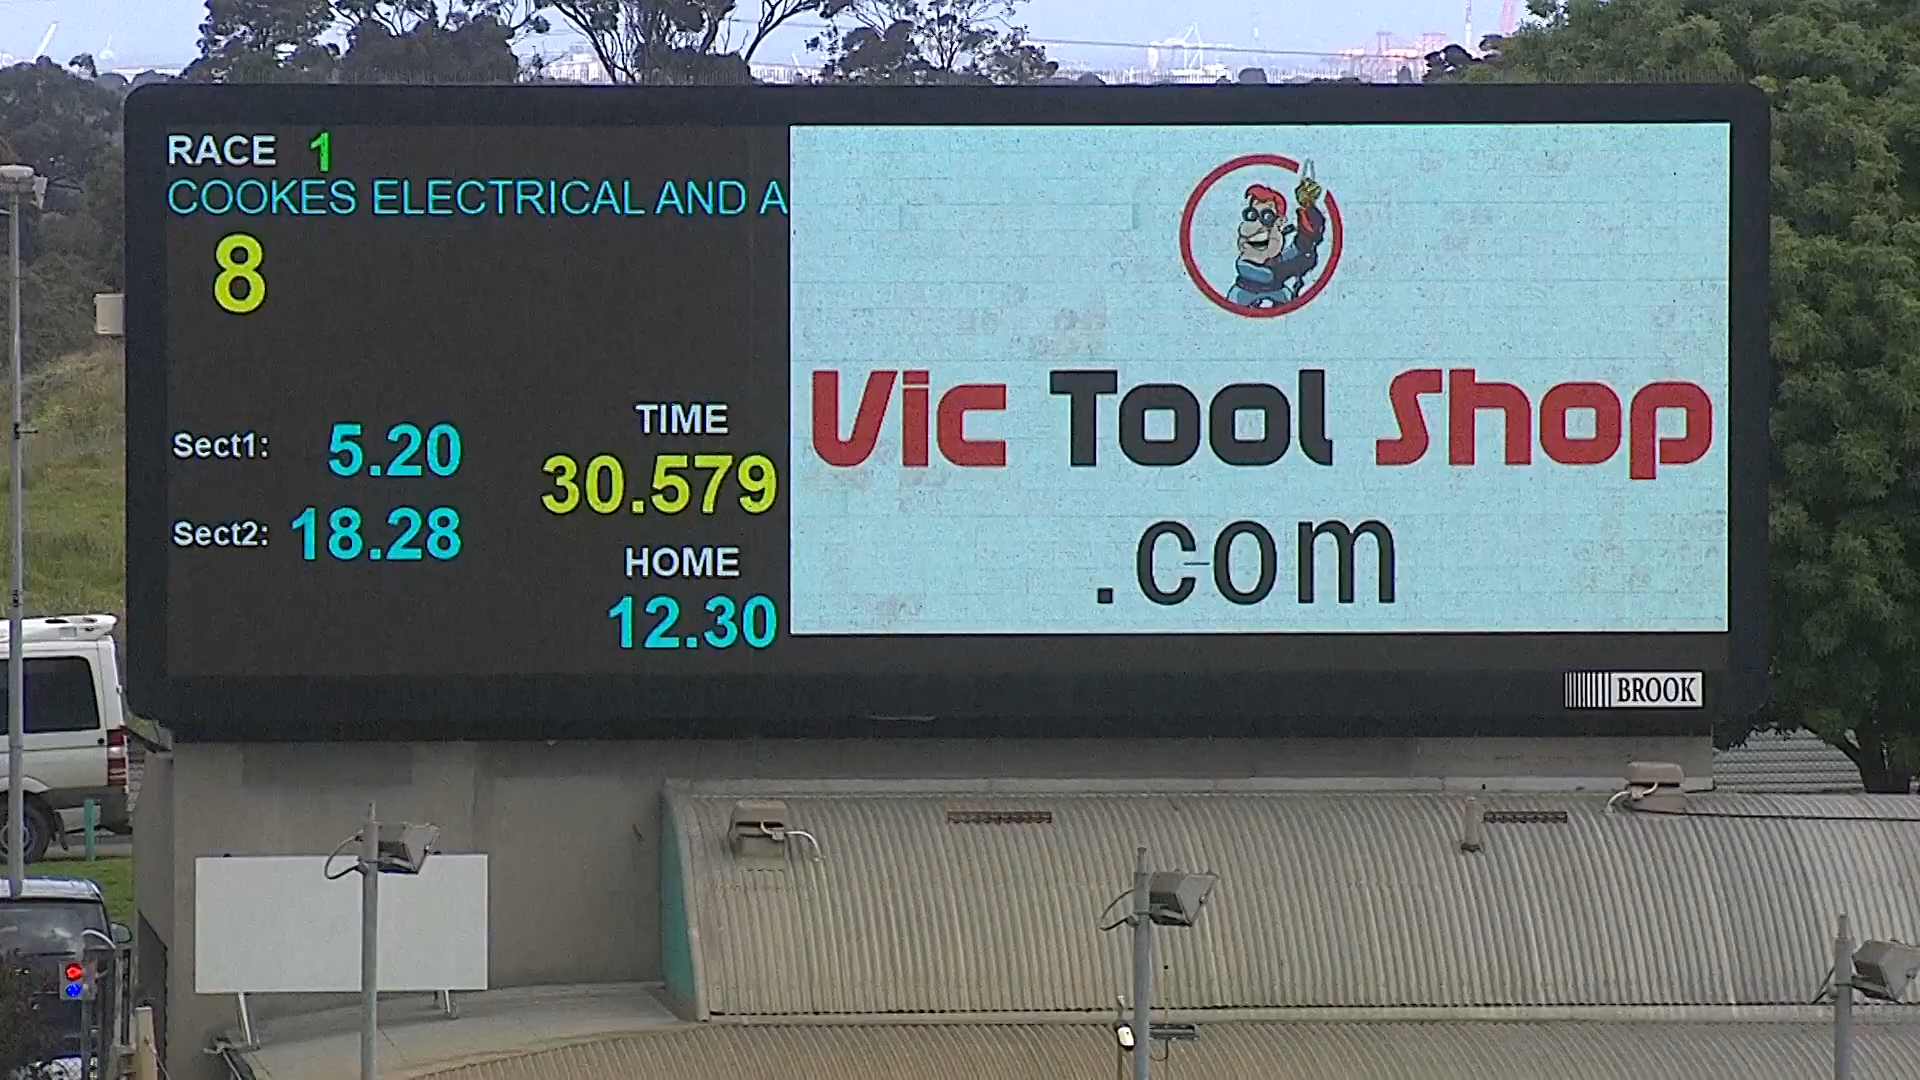 RACE 1
COOKES ELECTRICAL AND A
8
Sect1: 5.20
Sect2: 18.28
TIME
30.579
HOME
12.30
Vic Tool Shop
.com
BROOK